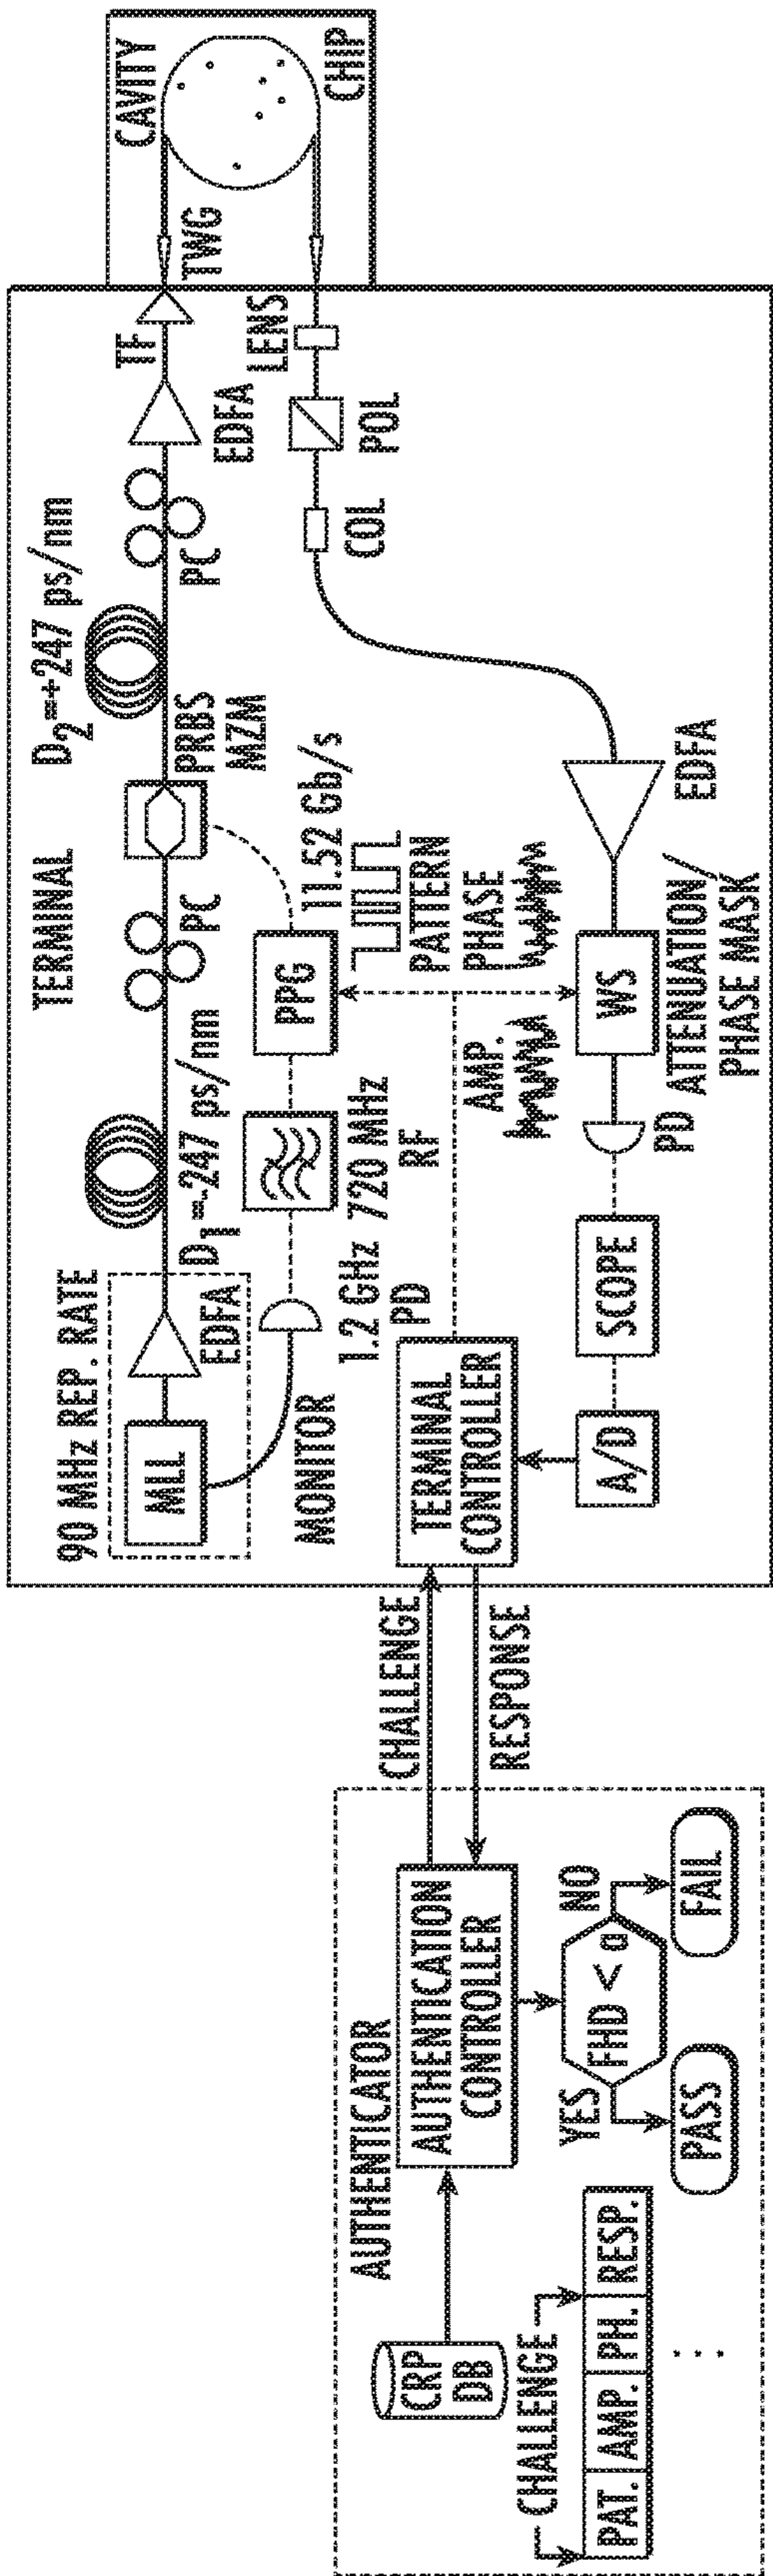 AUTHENTICATOR
CRP
DB
AUTHENTICATION
CONTROLLER
CHALLENGE
PAT. AMP. PH. RESP.
YES
FHD < a
NO
PASS
FAIL
CHALLENGE
RESPONSE
TERMINAL
90 MHz REP. RATE
MLL
EDFA
D1=-247 ps/nm
PC
PRBS
MZM
D2=+247 ps/nm
PC
EDFA
TF
TWG
CAVITY
CHIP
MONITOR
1.2 GHz
PD
720 MHz
RF
PPG
11.52 Gb/s
PATTERN
AMP.
PHASE
TERMINAL
CONTROLLER
LENS
POL
COL
EDFA
WS
ATTENUATION/
PHASE MASK
PD
SCOPE
A/D